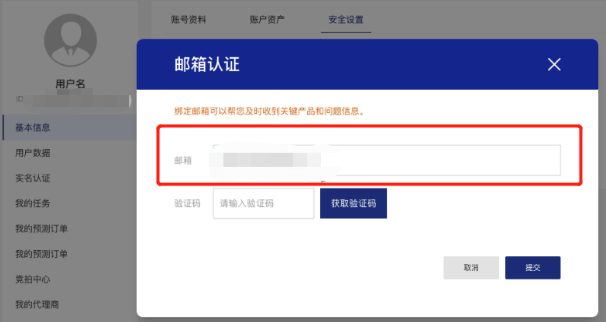 账号资料 账户资产 安全设置
用户名
ID
基本信息
用户数据
实名认证
我的任务
我的预测订单
我的预测订单
竞拍中心
我的代理商
邮箱认证
绑定邮箱可以帮您及时收到关键产品和问题信息。
邮箱
验证码 请输入验证码 获取验证码
取消 提交